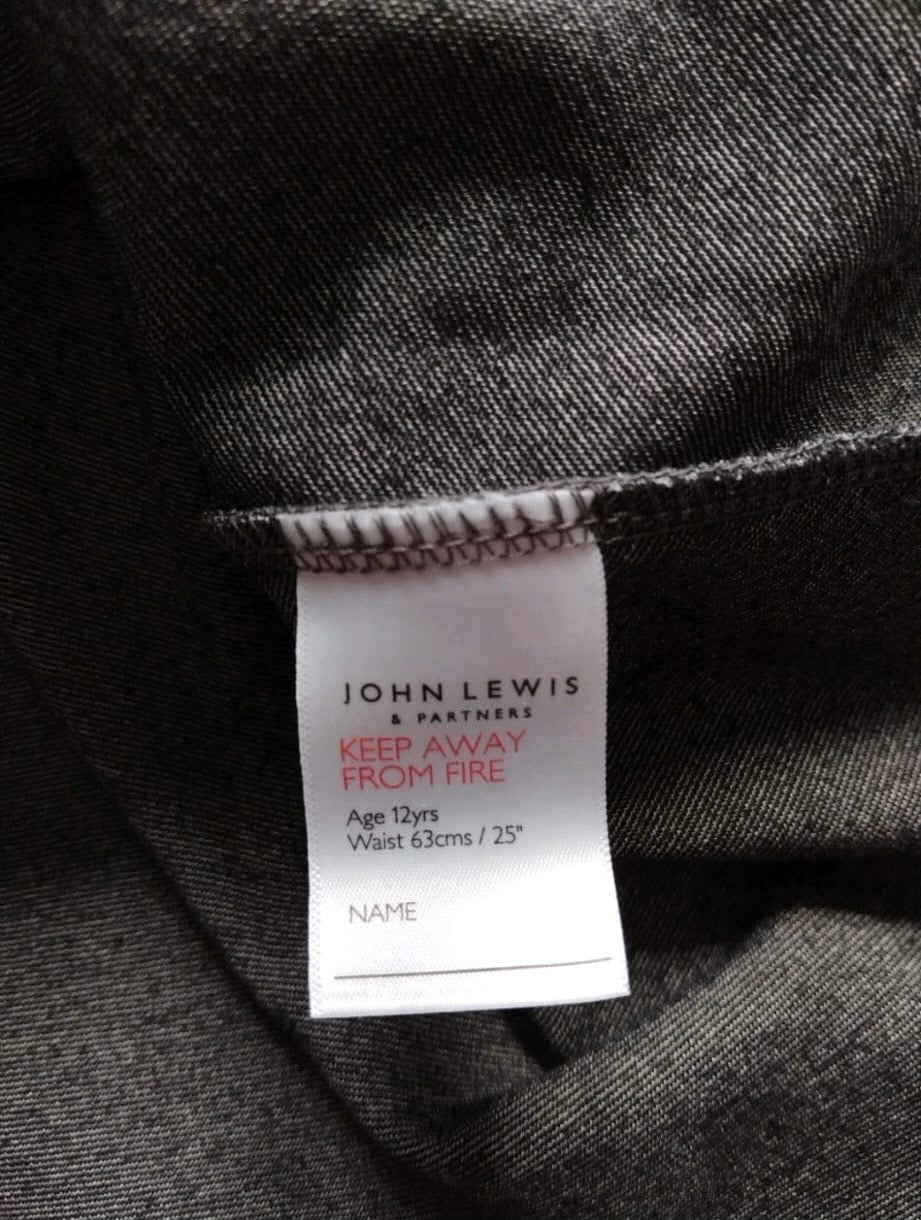 JOHN LEWIS
& PARTNERS
KEEP AWAY
FROM FIRE
Age 12yrs
Waist 63cms / 25"
NAME